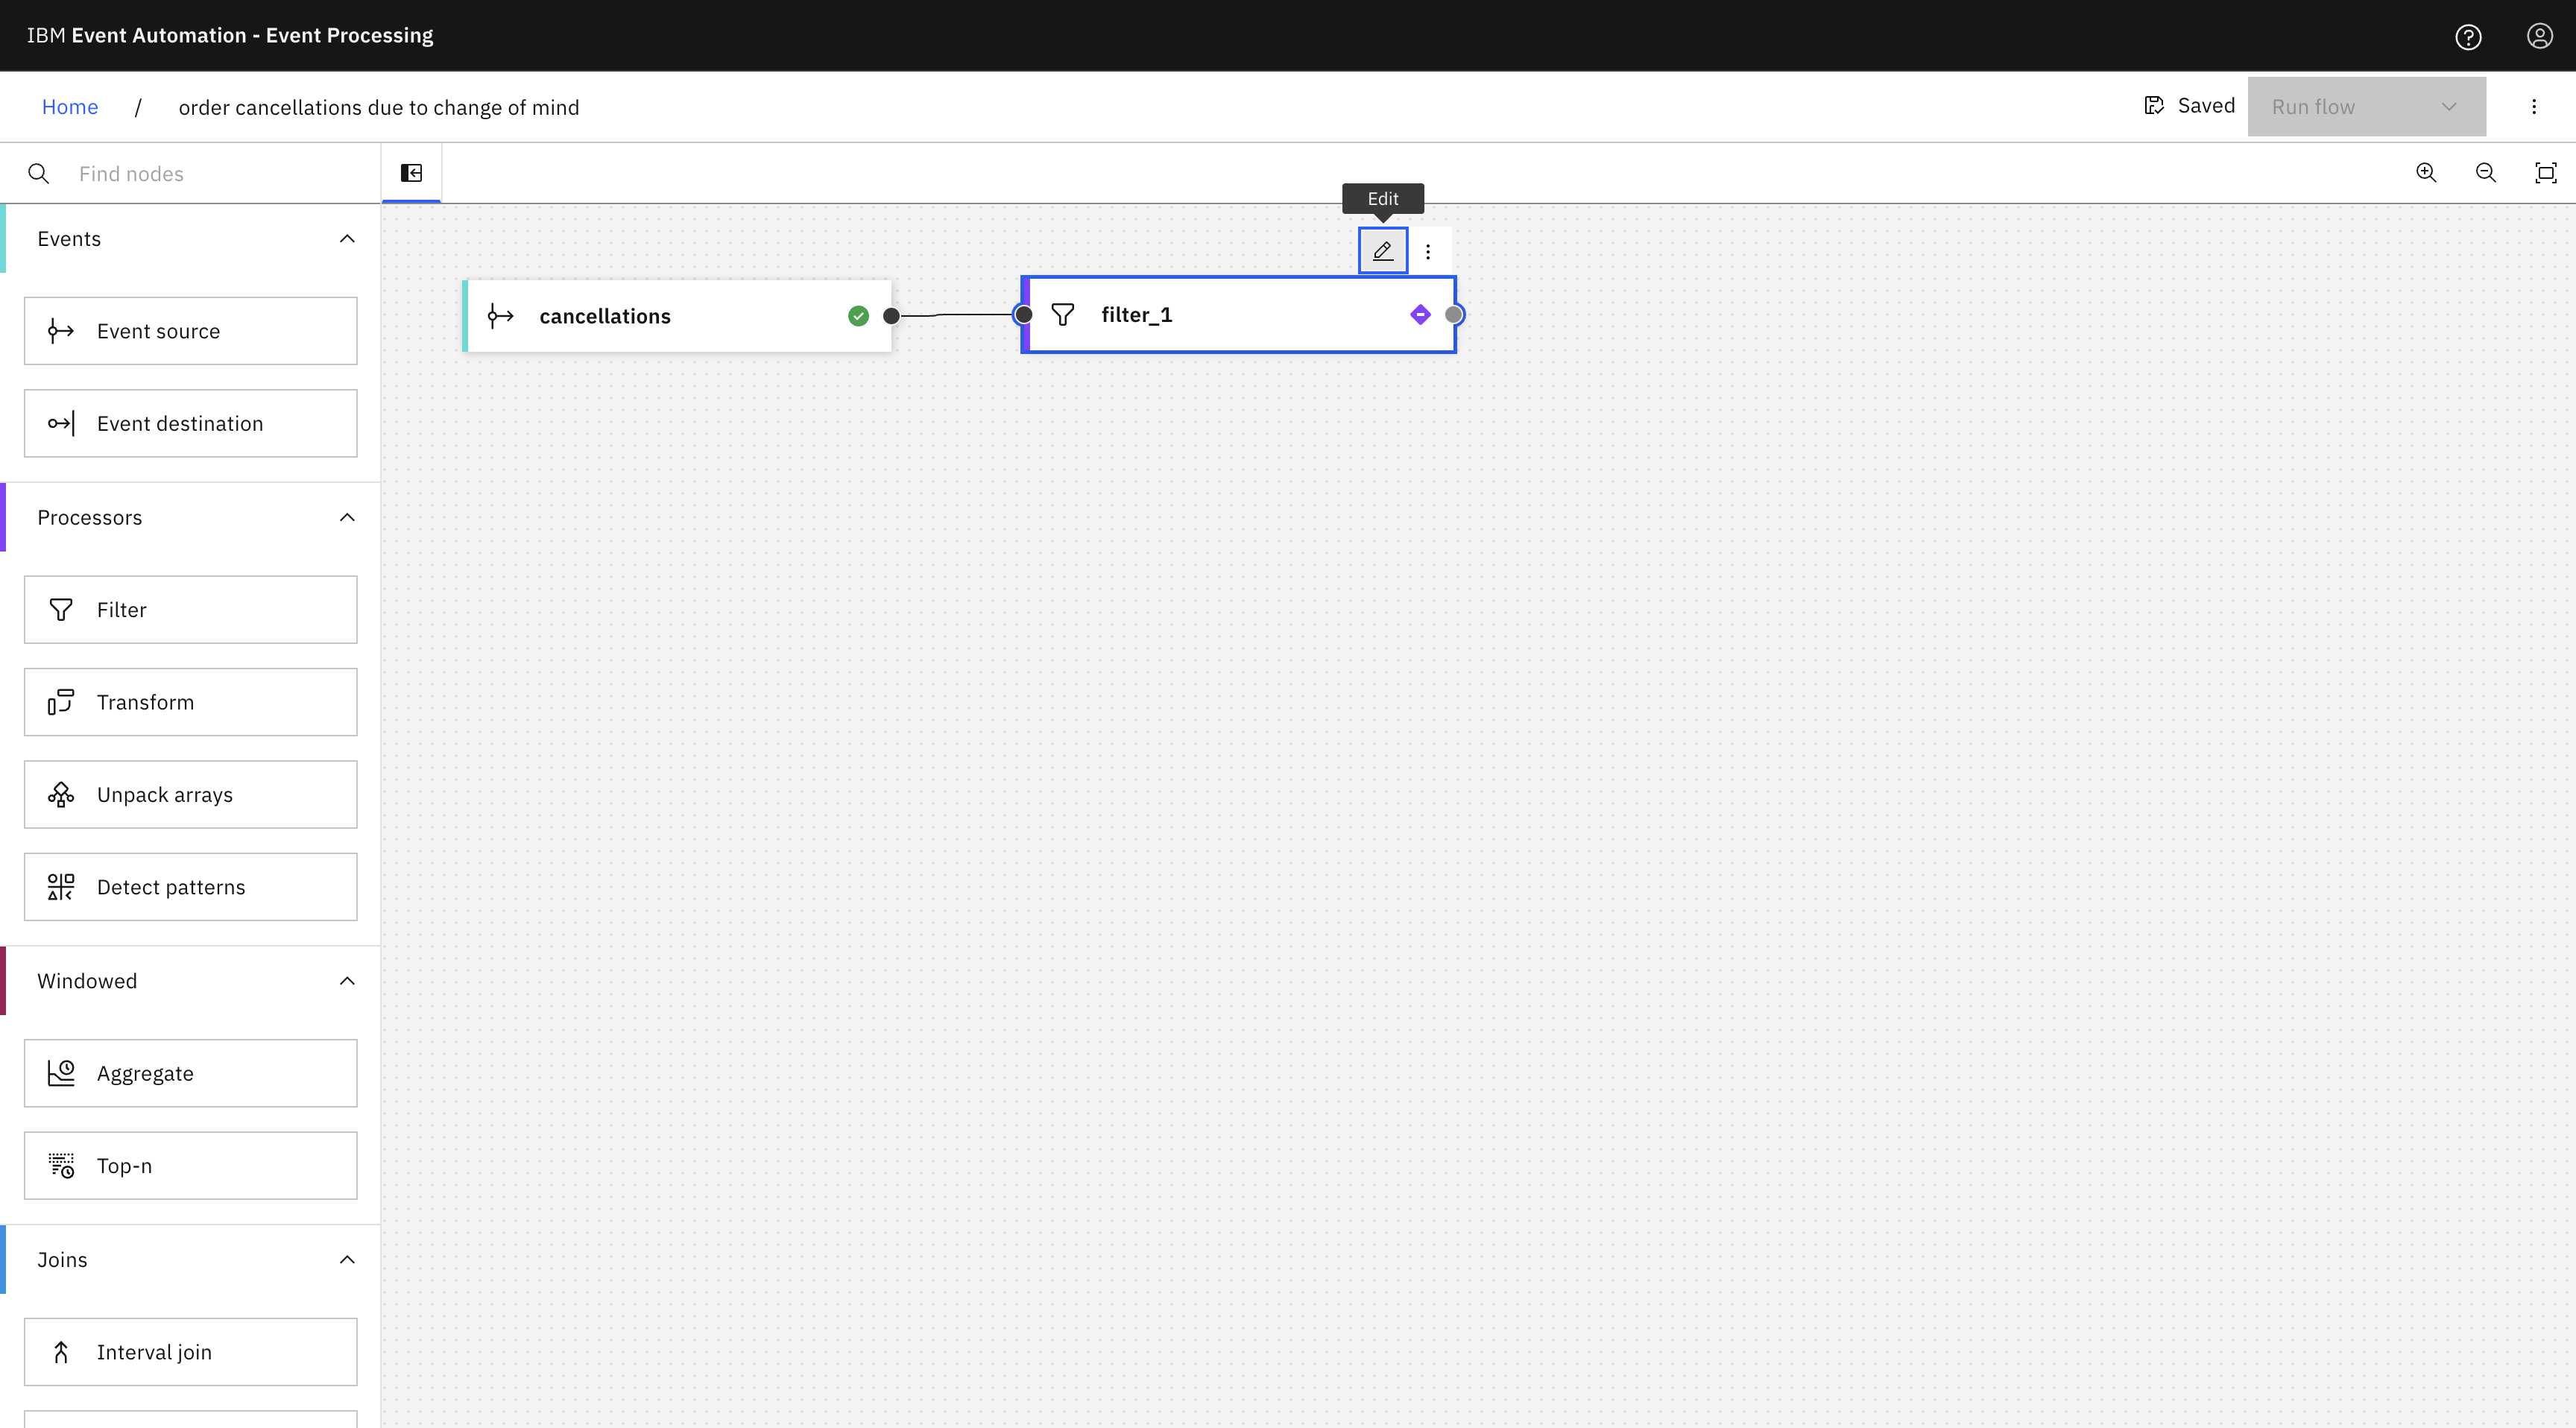 IBM Event Automation - Event Processing
Home / order cancellations due to change of mind
Saved
Run flow
Find nodes
Edit
Events
Event source
Event destination
cancellations
filter_1
Processors
Filter
Transform
Unpack arrays
Detect patterns
Windowed
Aggregate
Top-n
Joins
Interval join